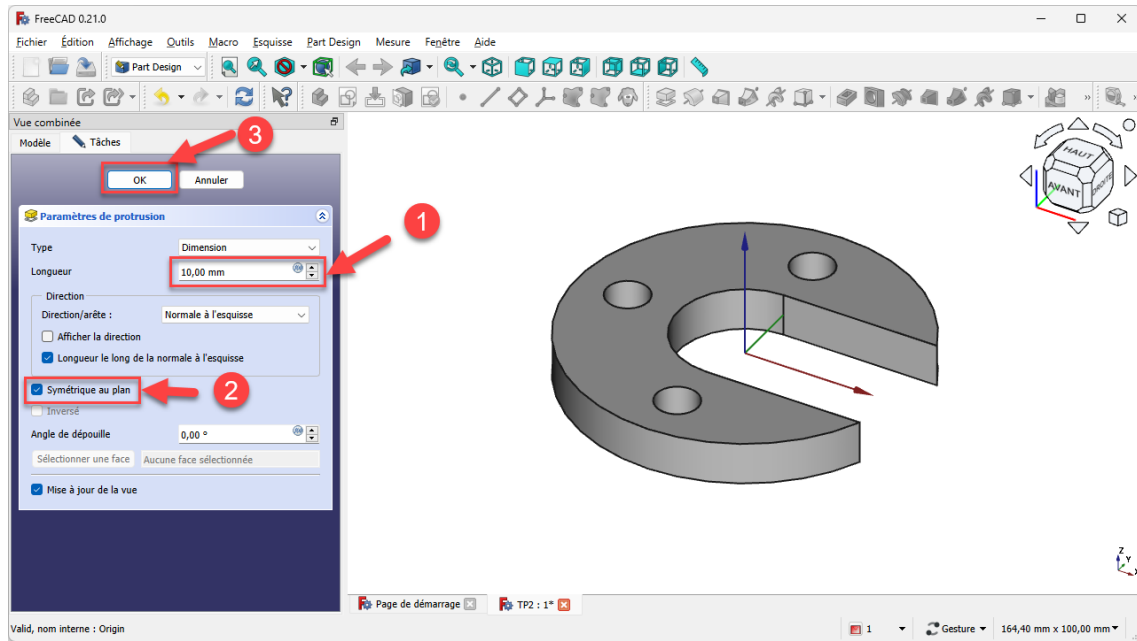 FreeCAD 0.21.0
Fichier Édition Affichage Outils Macro Esquisse Part Design Mesure Fenêtre Aide
Part Design
Vue combinée
Modèle Tâches
3
OK Annuler
Paramètres de protrusion
1
Type Dimension
Longueur 10,00 mm
Direction
Direction/arête : Normale à l'esquisse
Afficher la direction
Longueur le long de la normale à l'esquisse
Symétrique au plan
2
Inversé
Angle de dépouille 0,00 °
Sélectionner une face Aucune face sélectionnée
Mise à jour de la vue
HAUT
AVANT
DROITE
Z
Y
X
Page de démarrage TP2 : 1*
Valid, nom interne : Origin 1 Gesture 164,40 mm x 100,00 mm